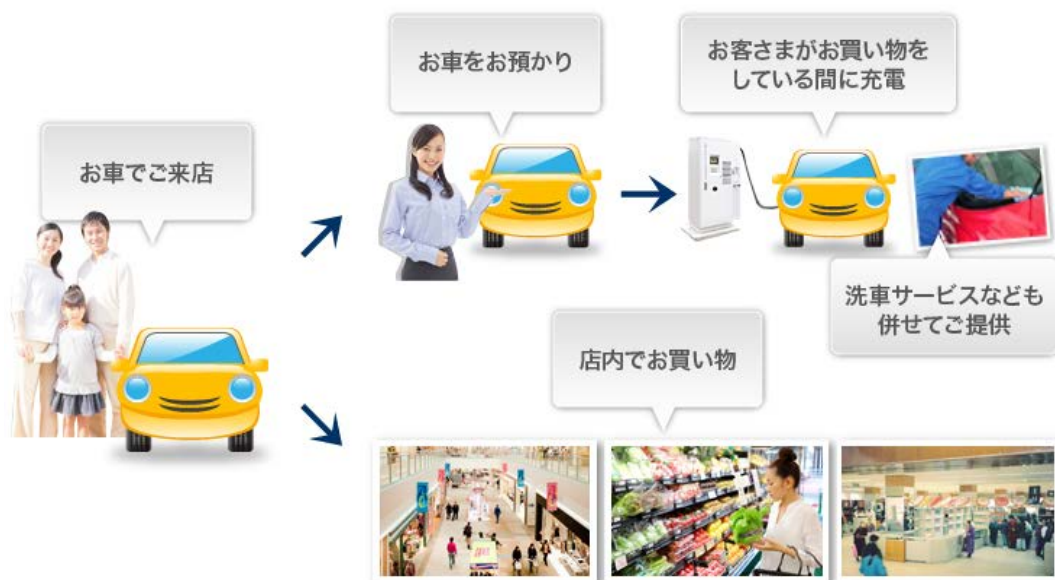 お車でご来店
お車をお預かり
お客さまがお買い物を
している間に充電
洗車サービスなども
併せてご提供
店内でお買い物